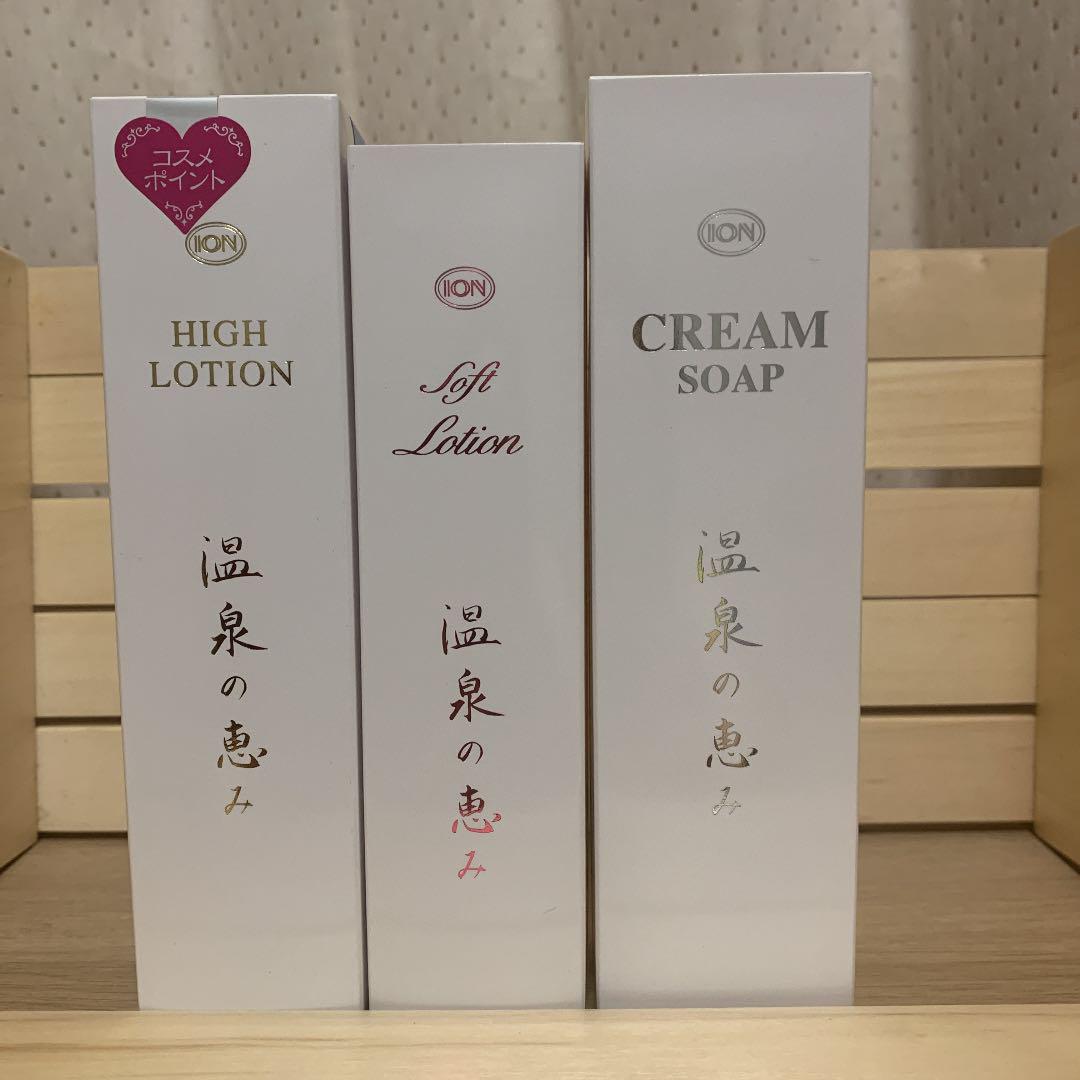 コスメ
ポイント
ION
HIGH
LOTION
温泉の恵み
ION
Soft
Lotion
温泉の恵み
ION
CREAM
SOAP
温泉の恵み